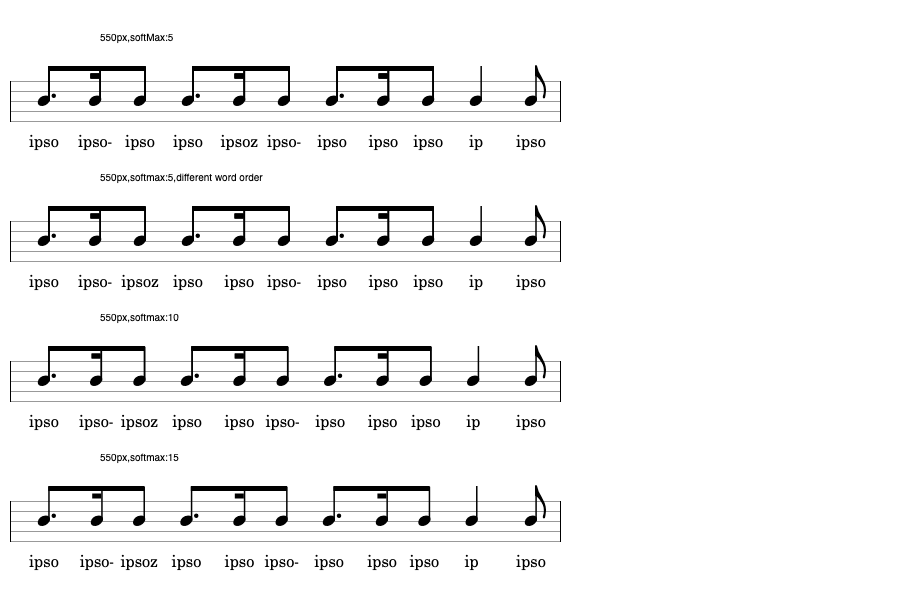 550px,softMax:5
ipso ipso- ipso ipso ipsoz ipso- ipso ipso ipso ip ipso
550px,softmax:5,different word order
ipso ipso- ipsoz ipso ipso ipso- ipso ipso ipso ip ipso
550px,softmax:10
ipso ipso- ipsoz ipso ipso ipso- ipso ipso ipso ip ipso
550px,softmax:15
ipso ipso- ipsoz ipso ipso ipso- ipso ipso ipso ip ipso